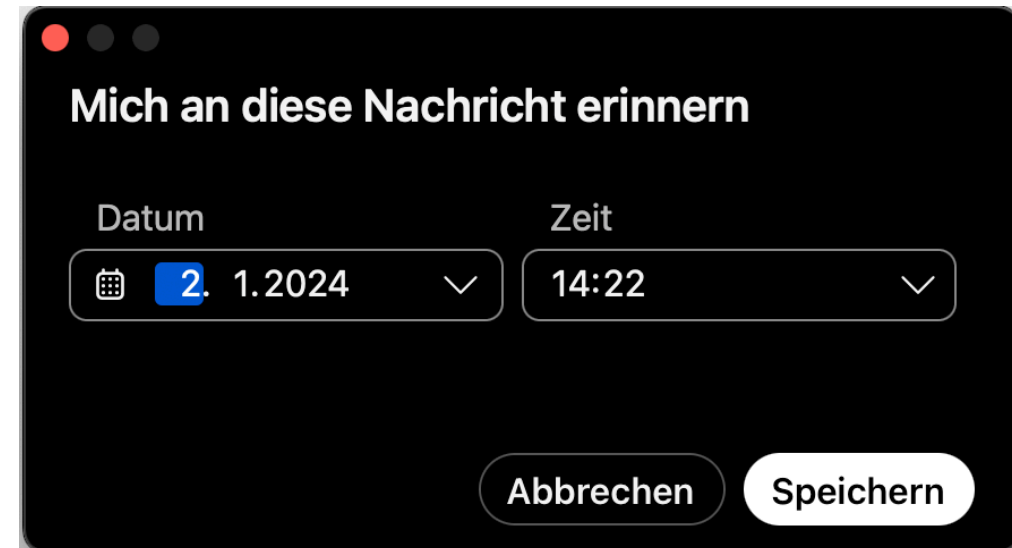 Mich an diese Nachricht erinnern
Datum Zeit
2. 1.2024 14:22
Abbrechen Speichern